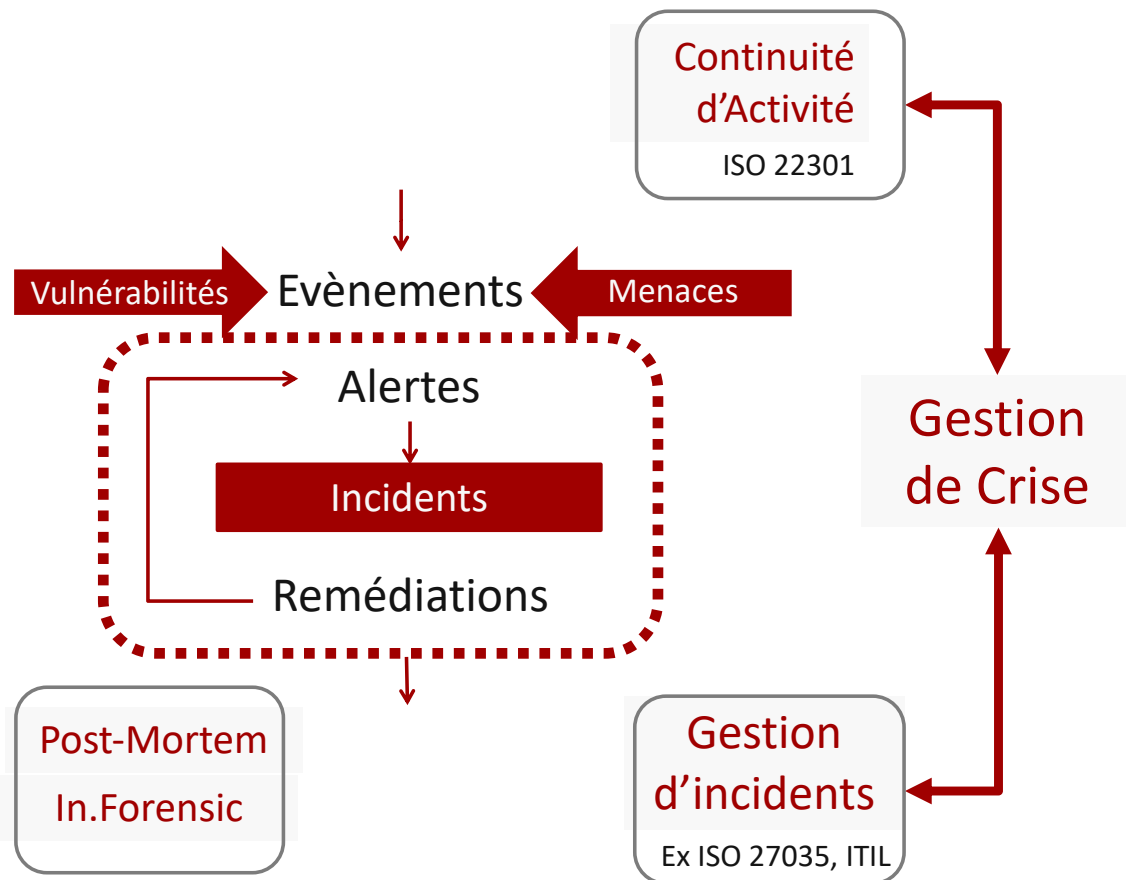 Continuité
d'Activité
ISO 22301
Vulnérabilités
Evènements
Menaces
Alertes
Incidents
Remédiations
Gestion
de Crise
Post-Mortem
In.Forensic
Gestion
d'incidents
Ex ISO 27035, ITIL